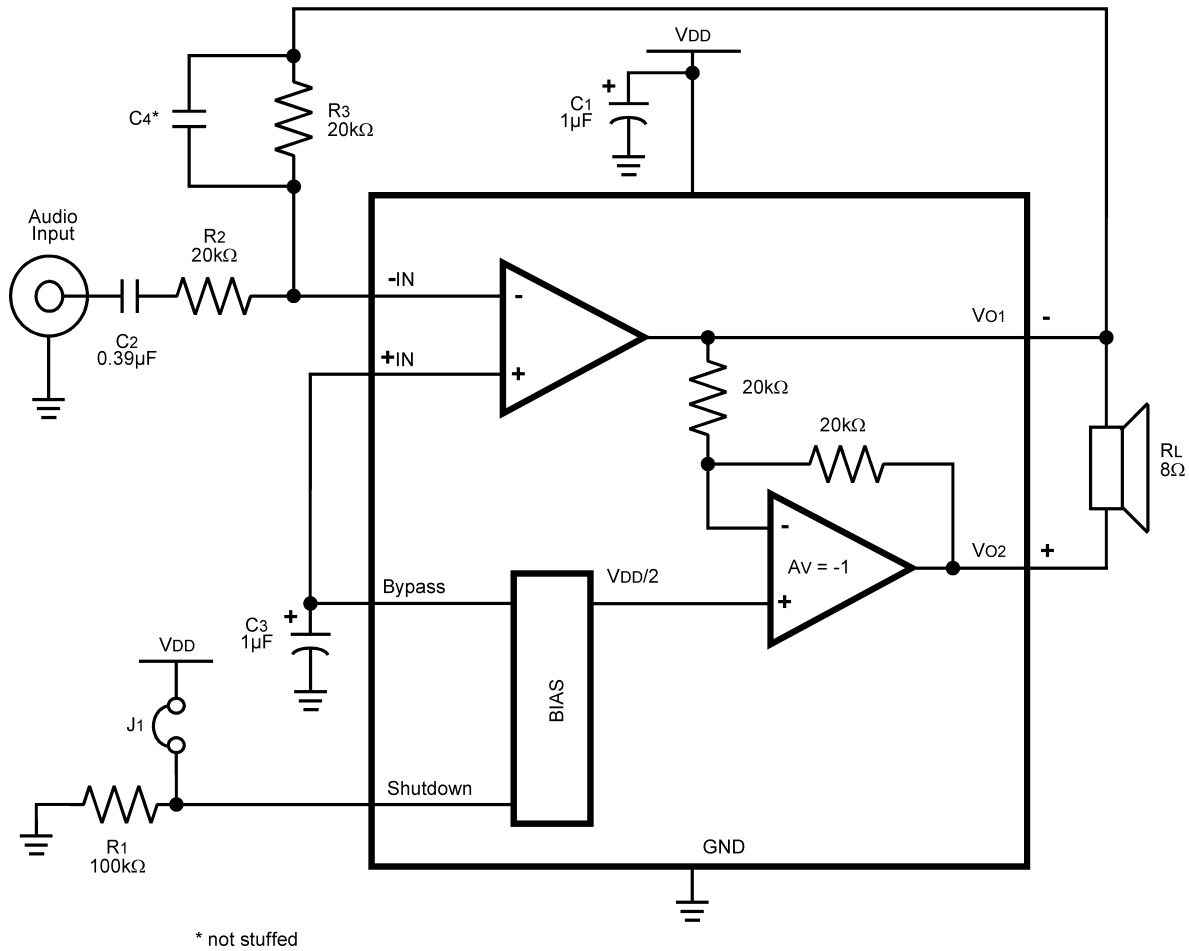 VDD
+
C1
1µF
C4*
R3
20kΩ
Audio
Input
R2
20kΩ
C2
0.39µF
-IN
-
+IN
+
VO1
-
20kΩ
20kΩ
RL
8Ω
-
AV = -1
+
VO2
+
Bypass
VDD/2
+
C3
1µF
BIAS
VDD
J1
Shutdown
R1
100kΩ
GND
* not stuffed